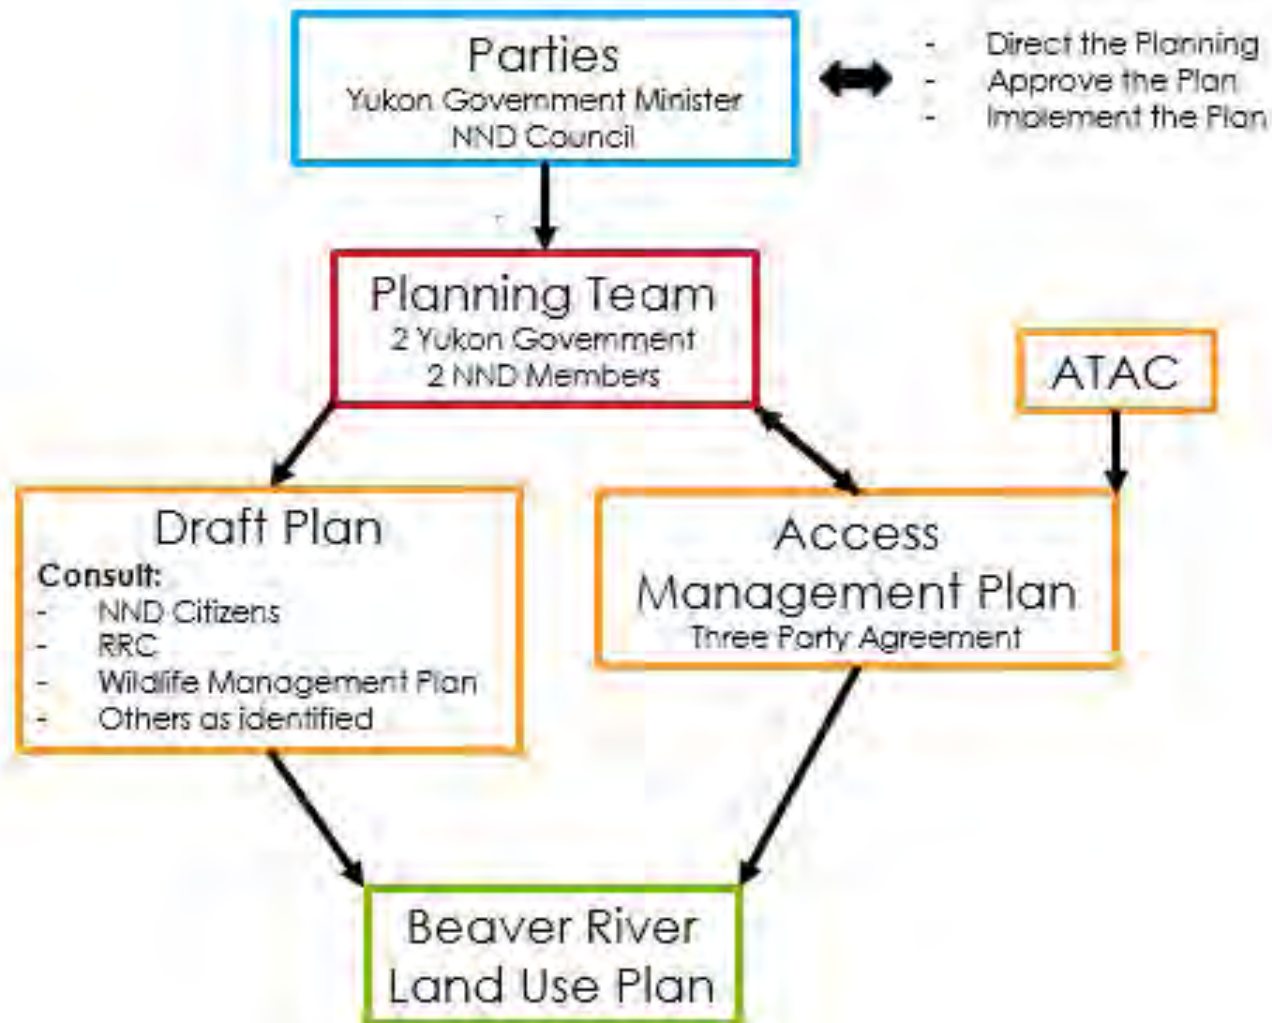 Parties
Yukon Government Minister
NND Council
- Direct the Planning
- Approve the Plan
- Implement the Plan
Planning Team
2 Yukon Government
2 NND Members
ATAC
Draft Plan
Consult:
- NND Citizens
- RRC
- Wildlife Management Plan
- Others as identified
Access
Management Plan
Three Party Agreement
Beaver River
Land Use Plan